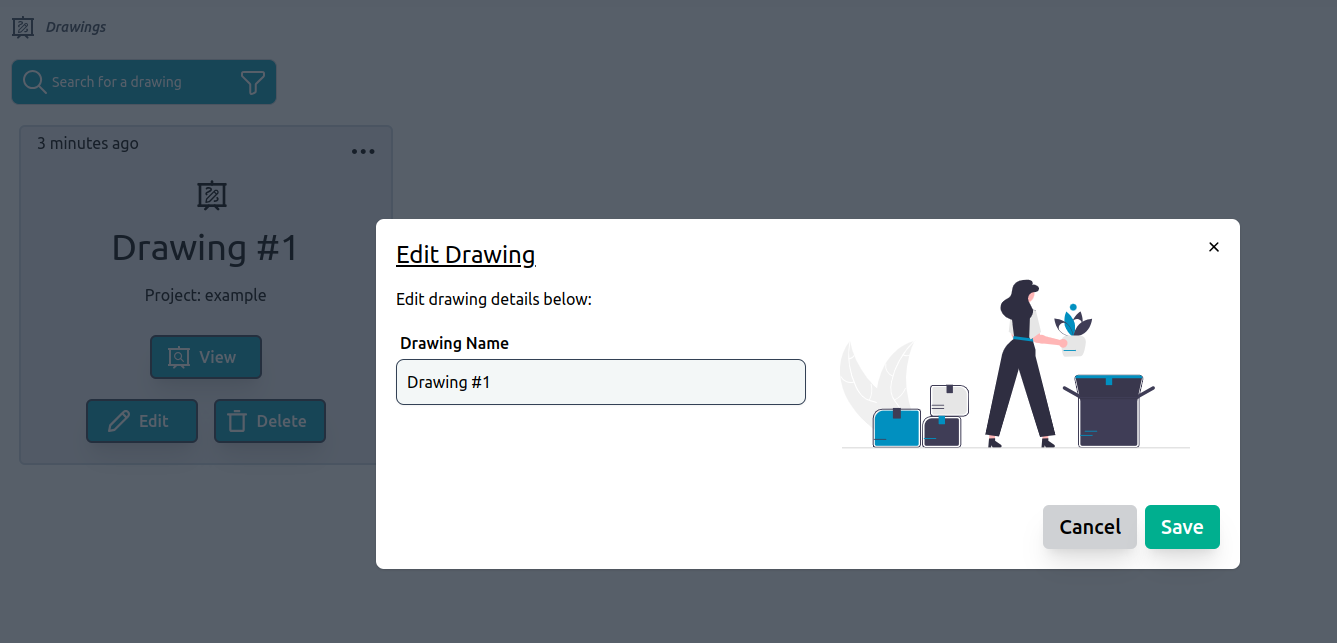 Drawings
Search for a drawing
3 minutes ago
Drawing #1
Project: example
View
Edit
Delete
Edit Drawing
Edit drawing details below:
Drawing Name
Drawing #1
Cancel
Save